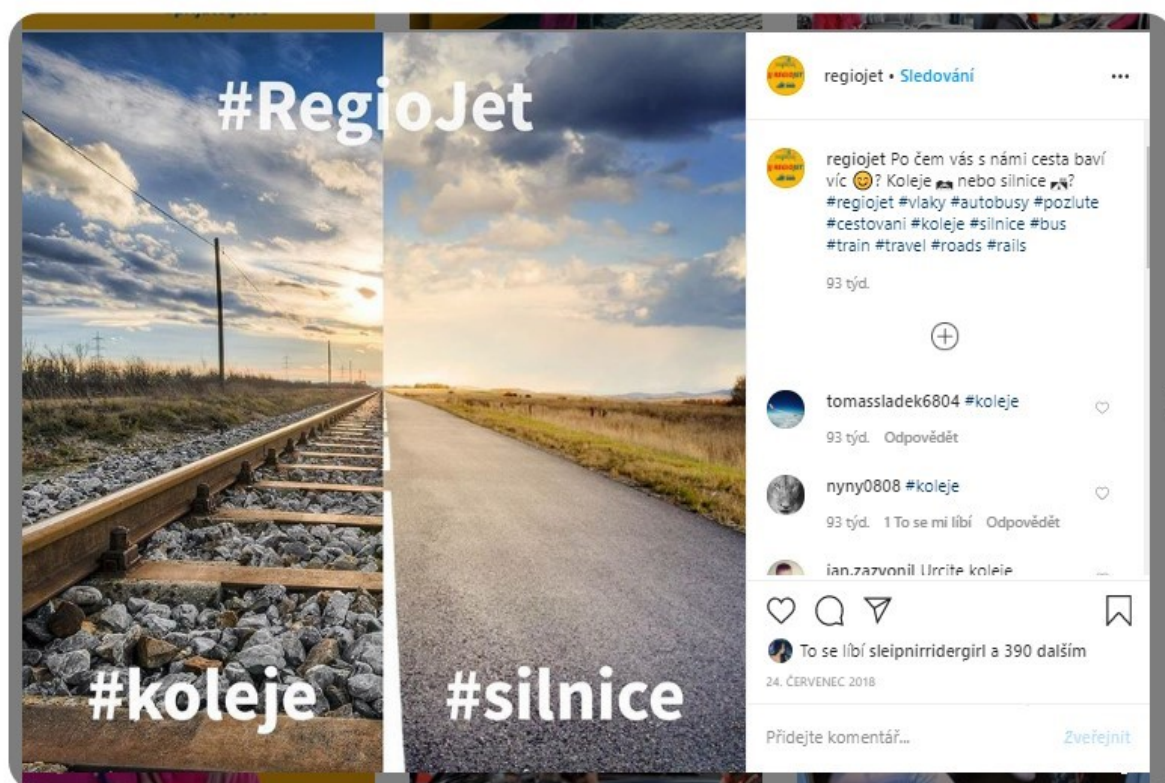 #RegioJet
#koleje
#silnice
regiojet • Sledování
regiojet Po čem vás s námi cesta baví
víc 😊? Koleje 🛤 nebo silnice 🛣?
#regiojet #vlaky #autobusy #pozlute
#cestovani #koleje #silnice #bus
#train #travel #roads #rails
93 týd.
tomassladek6804 #koleje
93 týd. Odpovědět
nyny0808 #koleje
93 týd. 1 To se mi líbí Odpovědět
jan.zazvonil Urcite koleje
To se líbí sleipnirridergirl a 390 dalším
24. ČERVENEC 2018
Přidejte komentář...
Zveřejnit